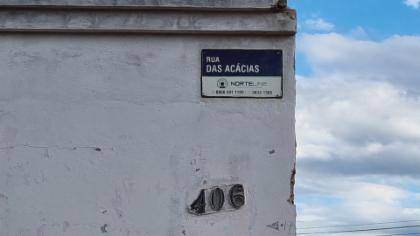 RUA
DAS ACÁCIAS
NORTELINE
406